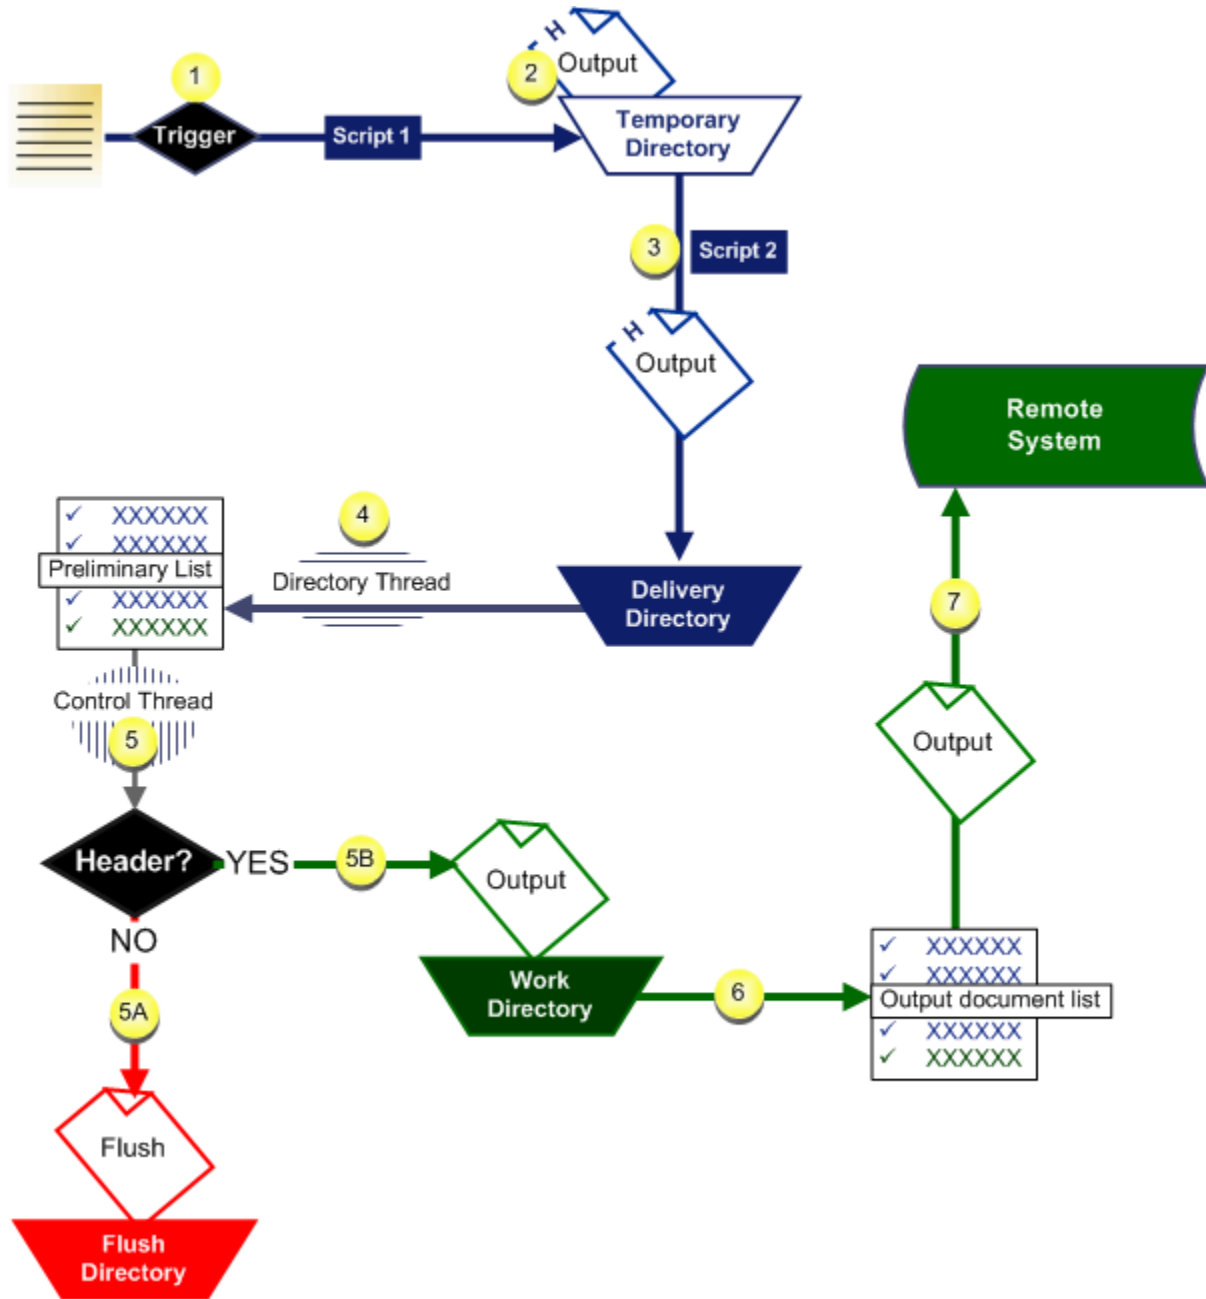 1
Trigger
Script 1
H
2
Output
Temporary
Directory
3
Script 2
H
Output
Remote
System
4
✓ XXXXXX
✓ XXXXXX
Preliminary List
✓ XXXXXX
✓ XXXXXX
Directory Thread
Delivery
Directory
7
Control Thread
5
Output
Header?
YES
5B
Output
NO
Work
Directory
6
✓ XXXXXX
✓ XXXXXX
Output document list
✓ XXXXXX
✓ XXXXXX
5A
Flush
Flush
Directory